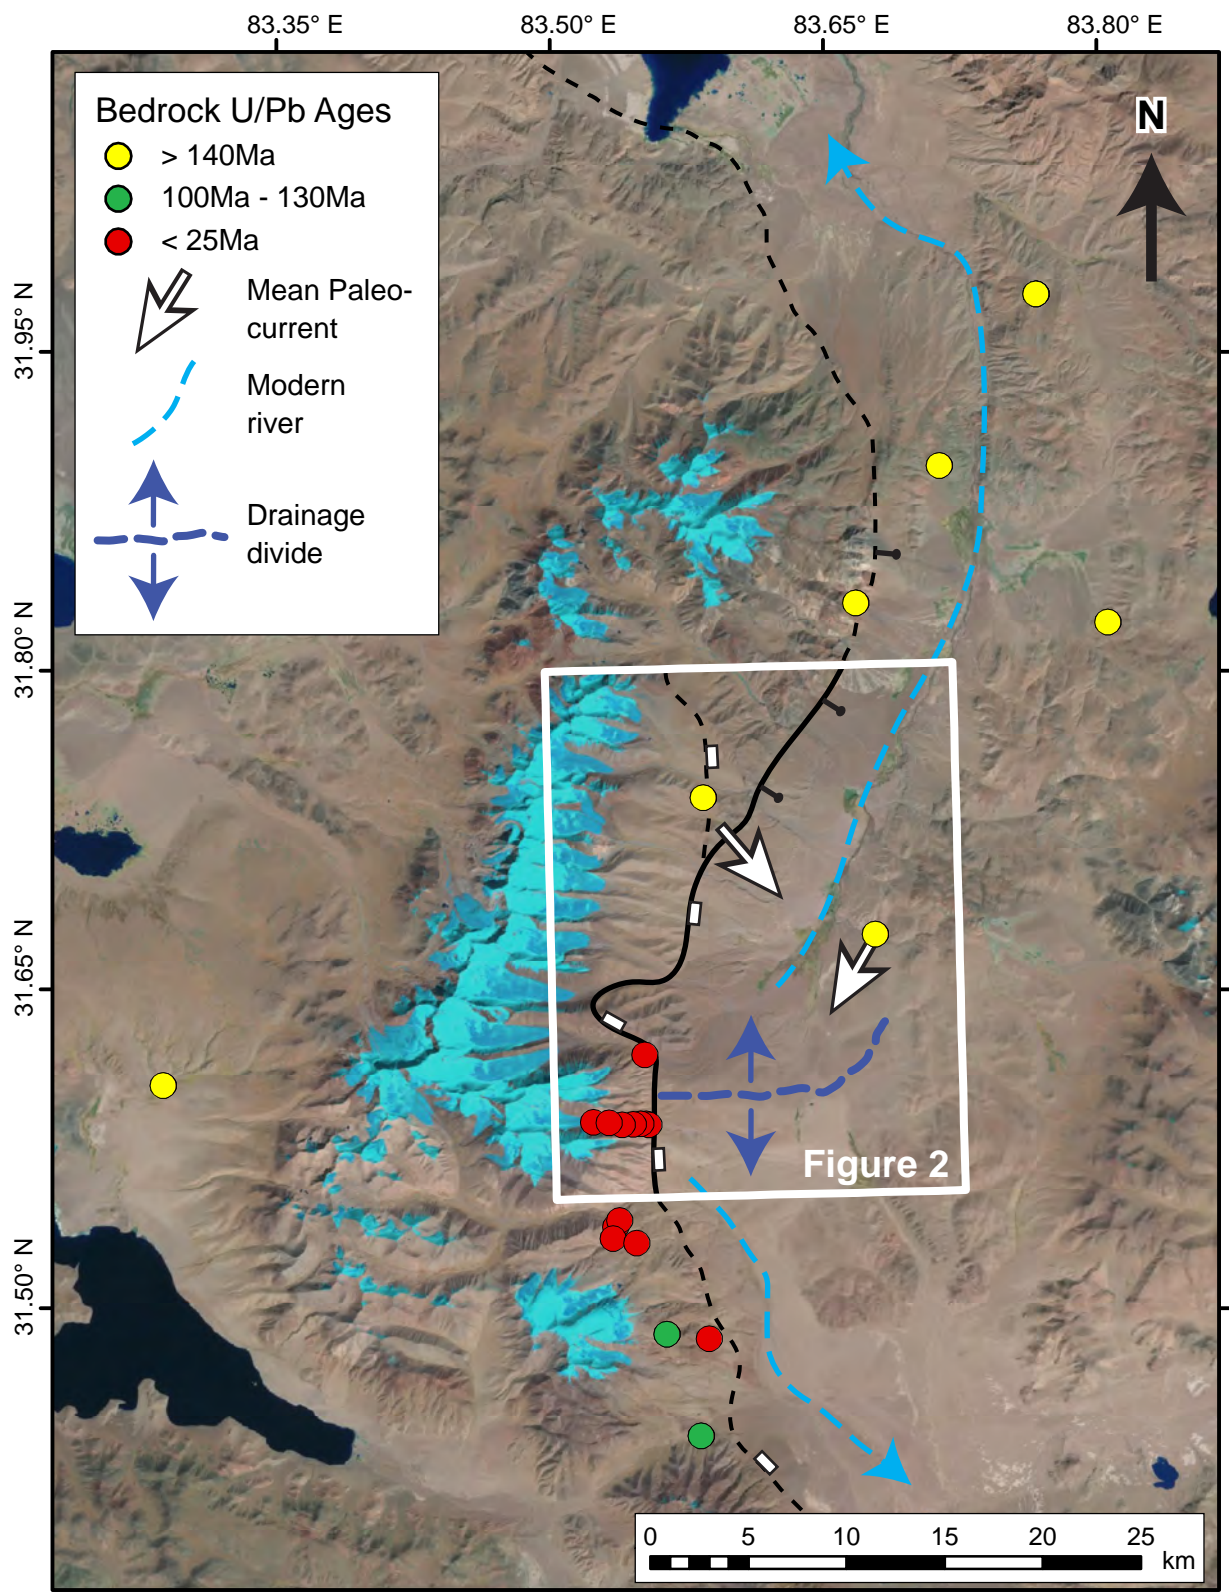 83.35° E
83.50° E
83.65° E
83.80° E
Bedrock U/Pb Ages
> 140Ma
100Ma - 130Ma
< 25Ma
Mean Paleo-
current
Modern
river
Drainage
divide
N
31.95° N
31.80° N
31.65° N
31.50° N
Figure 2
0 5 10 15 20 25
km